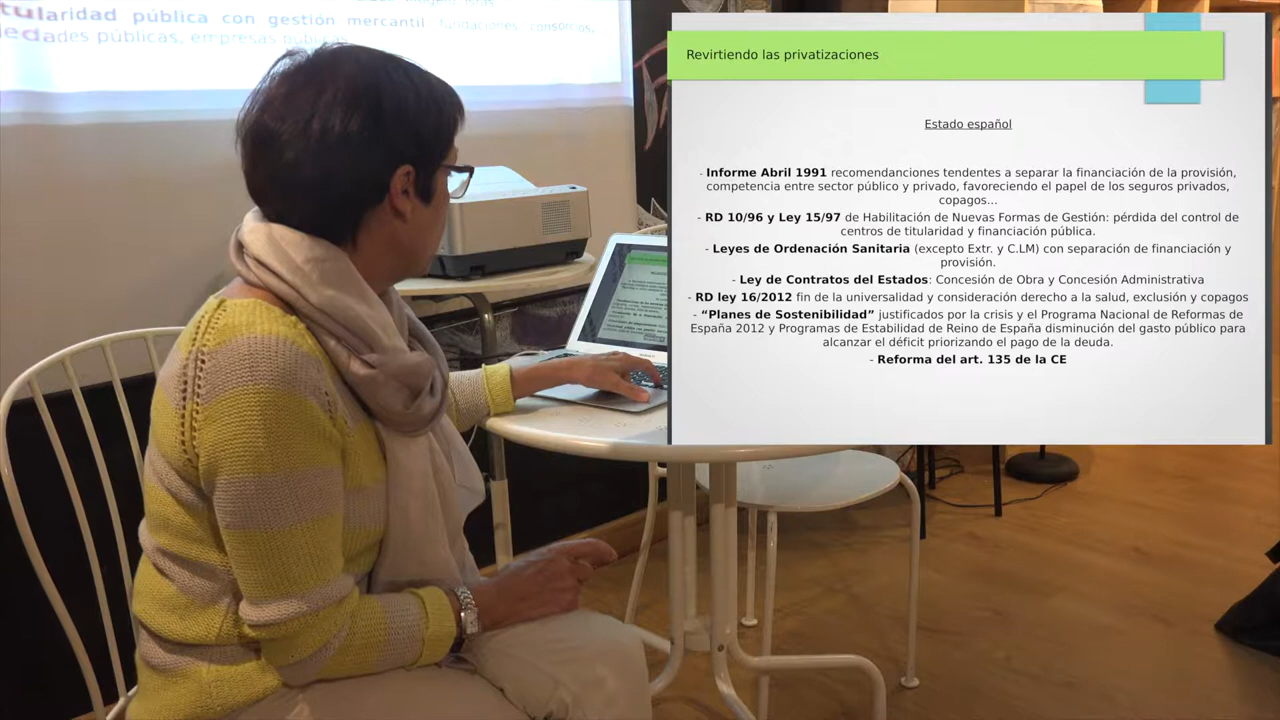 tularidad pública con gestión mercantil fundaciones, consorcios,
edades públicas, empresas públicas
Revirtiendo las privatizaciones
Estado español
- Informe Abril 1991 recomendanciones tendentes a separar la financiación de la provisión,
competencia entre sector público y privado, favoreciendo el papel de los seguros privados,
copagos...
- RD 10/96 y Ley 15/97 de Habilitación de Nuevas Formas de Gestión: pérdida del control de
centros de titularidad y financiación pública.
- Leyes de Ordenación Sanitaria (excepto Extr. y C.LM) con separación de financiación y
provisión.
- Ley de Contratos del Estados: Concesión de Obra y Concesión Administrativa
- RD ley 16/2012 fin de la universalidad y consideración derecho a la salud, exclusión y copagos
- “Planes de Sostenibilidad” justificados por la crisis y el Programa Nacional de Reformas de
España 2012 y Programas de Estabilidad de Reino de España disminución del gasto público para
alcanzar el déficit priorizando el pago de la deuda.
- Reforma del art. 135 de la CE